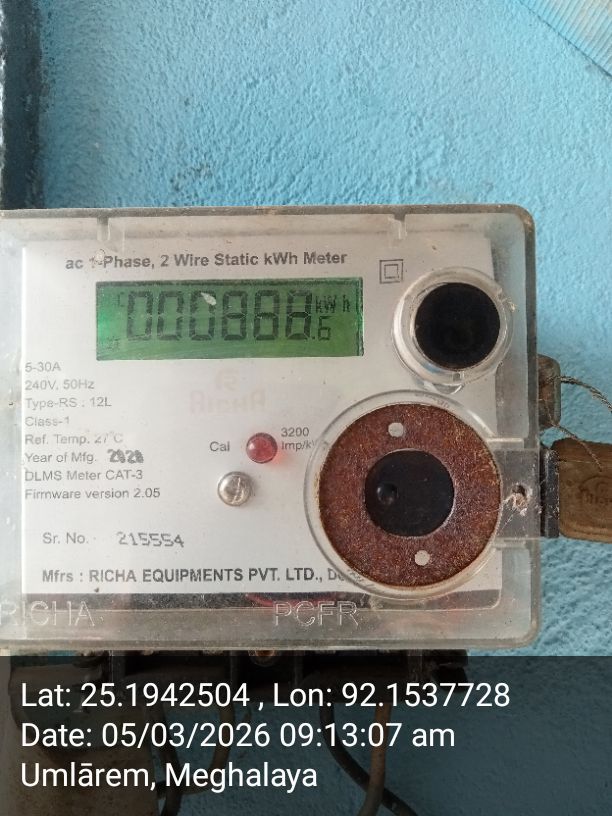 ac 1-Phase, 2 Wire Static kWh Meter
000888.6 kWh
5-30A
240V, 50Hz
Type-RS : 12L
Class-1
Ref. Temp. 27°C
Year of Mfg. 2020
DLMS Meter CAT-3
Firmware version 2.05
RICHA
Cal
3200
Imp/k
Sr. No. 215554
Mfrs : RICHA EQUIPMENTS PVT. LTD.,
RICHA PCFR
Lat: 25.1942504 , Lon: 92.1537728
Date: 05/03/2026 09:13:07 am
Umlārem, Meghalaya